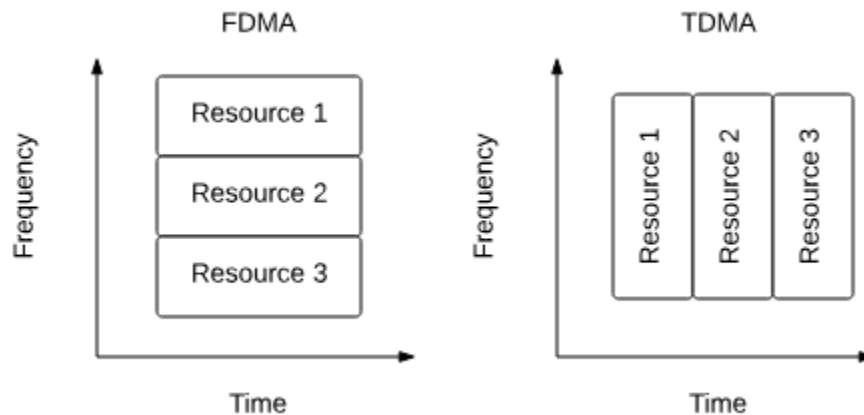 FDMA
Frequency
Resource 1
Resource 2
Resource 3
Time
TDMA
Frequency
Resource 1
Resource 2
Resource 3
Time